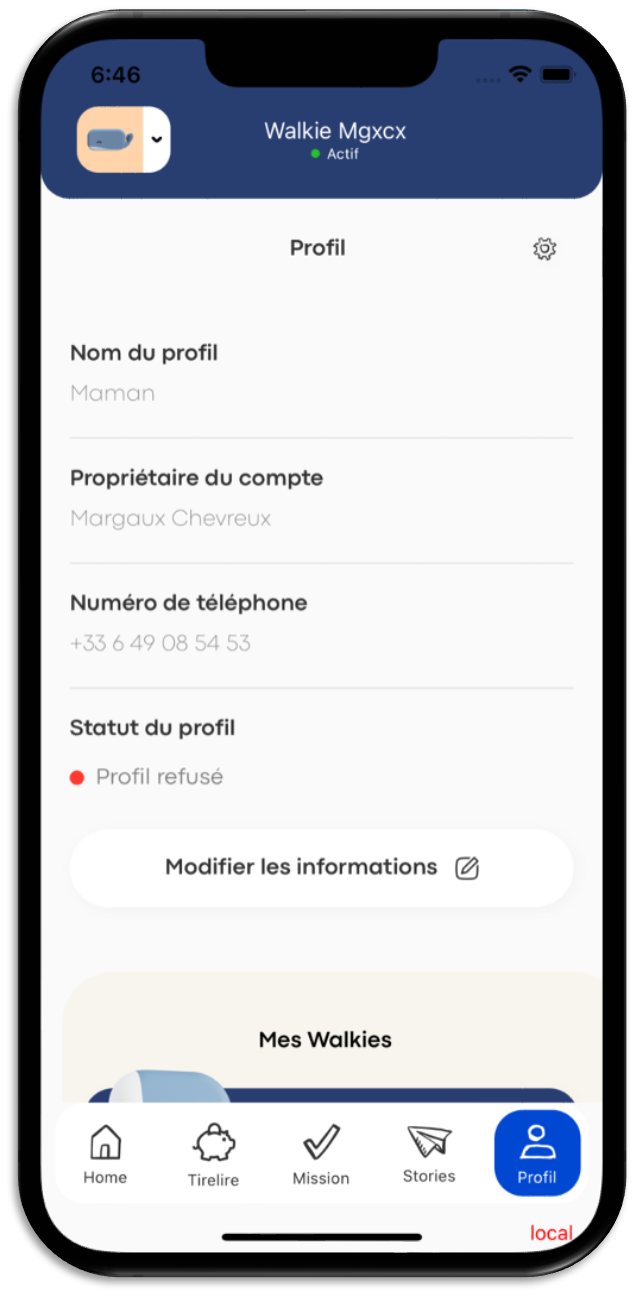 6:46
Walkie Mgxcx
Actif
Profil
Nom du profil
Maman
Propriétaire du compte
Margaux Chevreux
Numéro de téléphone
+33 6 49 08 54 53
Statut du profil
Profil refusé
Modifier les informations
Mes Walkies
Home
Tirelire
Mission
Stories
Profil
local